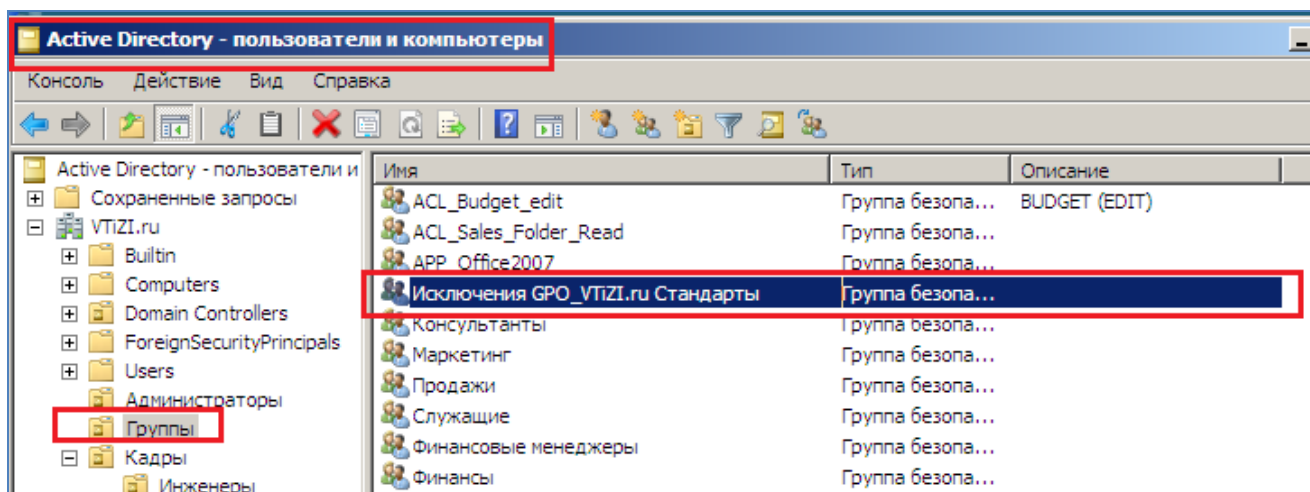 Active Directory - пользователи и компьютеры
Консоль Действие Вид Справка
Active Directory - пользователи и
Сохраненные запросы
VTiZI.ru
Builtin
Computers
Domain Controllers
ForeignSecurityPrincipals
Users
Администраторы
Группы
Кадры
Инженеры
Имя Тип Описание
ACL_Budget_edit Группа безопа... BUDGET (EDIT)
ACL_Sales_Folder_Read Группа безопа...
APP_Office2007 Группа безопа...
Исключения GPO_VTiZI.ru Стандарты Группа безопа...
Консультанты Группа безопа...
Маркетинг Группа безопа...
Продажи Группа безопа...
Служащие Группа безопа...
Финансовые менеджеры Группа безопа...
Финансы Группа безопа...